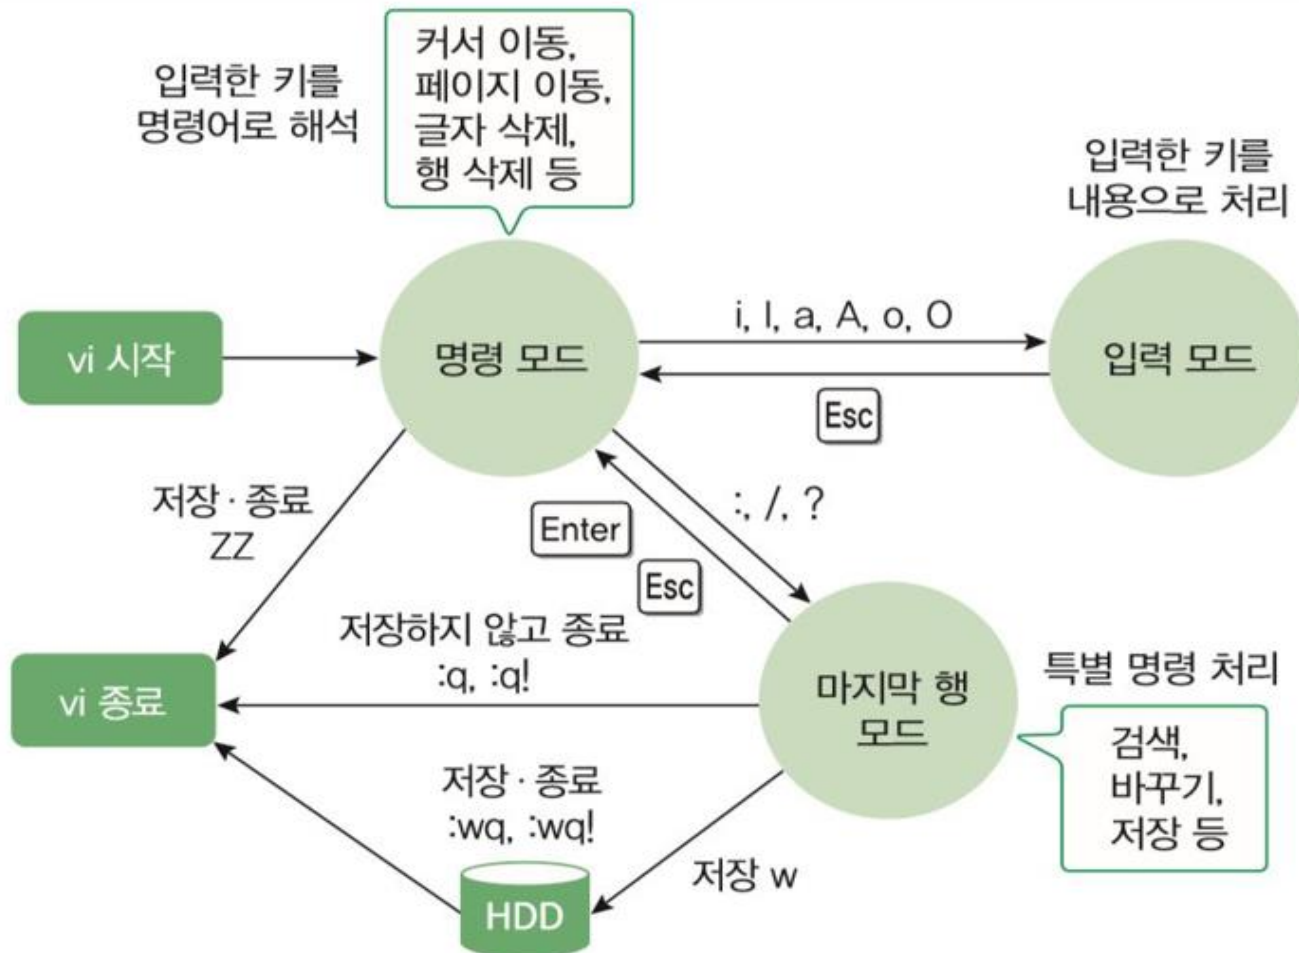 커서 이동,
페이지 이동,
글자 삭제,
행 삭제 등
입력한 키를
명령어로 해석
입력한 키를
내용으로 처리
vi 시작
명령 모드
i, I, a, A, o, O
입력 모드
Esc
저장 · 종료
ZZ
:, /, ?
Enter
Esc
저장하지 않고 종료
:q, :q!
vi 종료
마지막 행
모드
특별 명령 처리
검색,
바꾸기,
저장 등
저장 · 종료
:wq, :wq!
저장 w
HDD